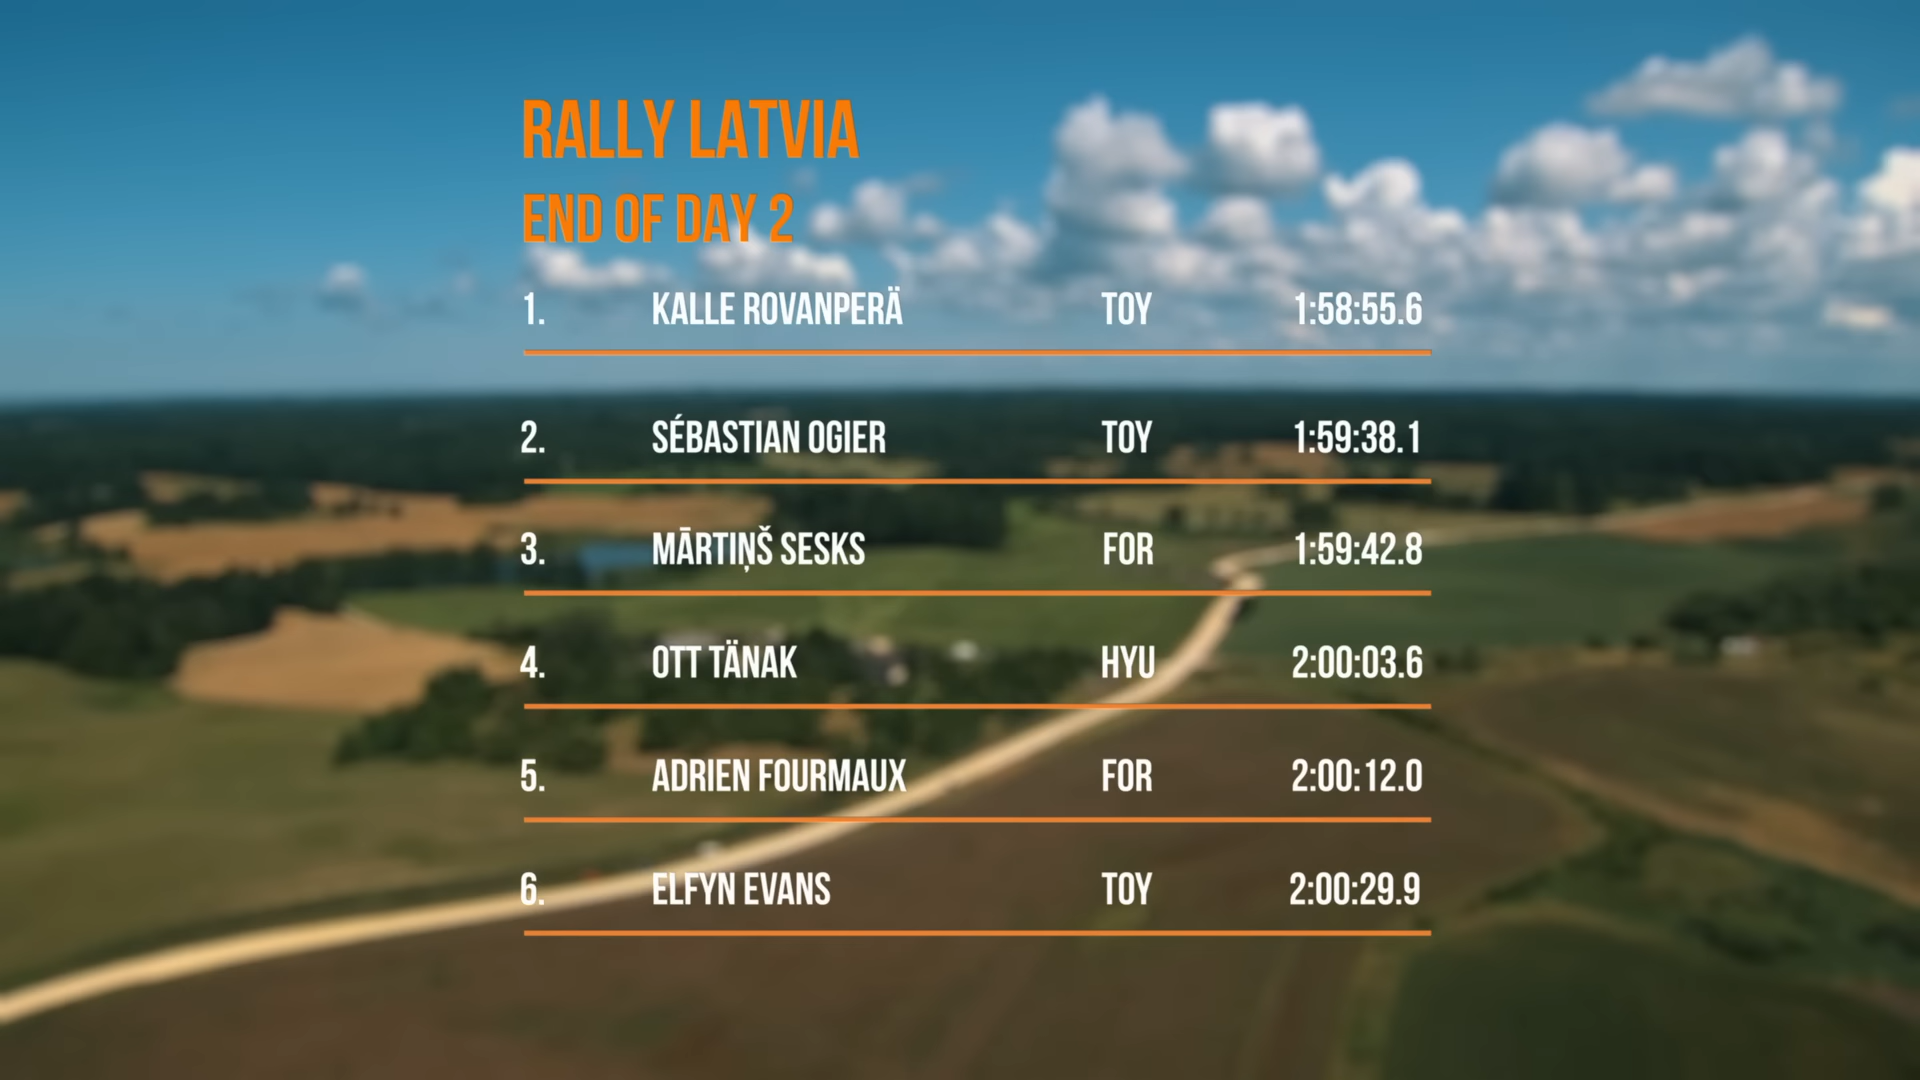 RALLY LATVIA
END OF DAY 2
1. KALLE ROVANPERÄ TOY 1:58:55.6
2. SÉBASTIAN OGIER TOY 1:59:38.1
3. MĀRTIŅŠ SESKS FOR 1:59:42.8
4. OTT TÄNAK HYU 2:00:03.6
5. ADRIEN FOURMAUX FOR 2:00:12.0
6. ELFYN EVANS TOY 2:00:29.9